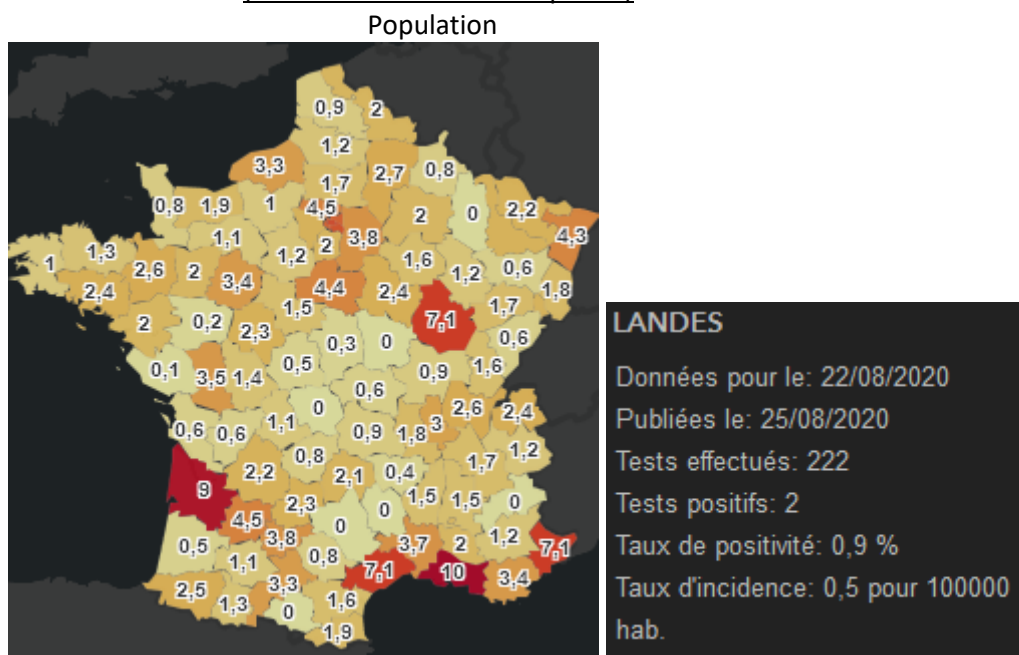 Population
0,9 2
1,2
3,3 2,7 0,8
1,7
0,8 1,9 1 4,5 2 0 2,2
1,1 3,8 4,3
1,3 1,2 2 1,6
1 2,6 2 3,4 1,2 0,6
2,4 4,4 2,4 1,8
1,5 1,7
2 0,2 2,3 7,1
0,3 0 0,6
0,1 3,5 1,4 0,5 0,9 1,6
0,6
0 2,6 2,4
0,6 0,6 1,1 0,9 1,8 3
0,8 1,7 1,2
2,2 2,1 0,4
9 2,3 1,5 1,5 0
4,5 0 0
0,5 3,8 3,7 2 1,2 7,1
1,1 0,8
2,5 3,3 7,1 10 3,4
1,3 0 1,6
1,9
LANDES
Données pour le: 22/08/2020
Publiées le: 25/08/2020
Tests effectués: 222
Tests positifs: 2
Taux de positivité: 0,9 %
Taux d'incidence: 0,5 pour 100000
hab.